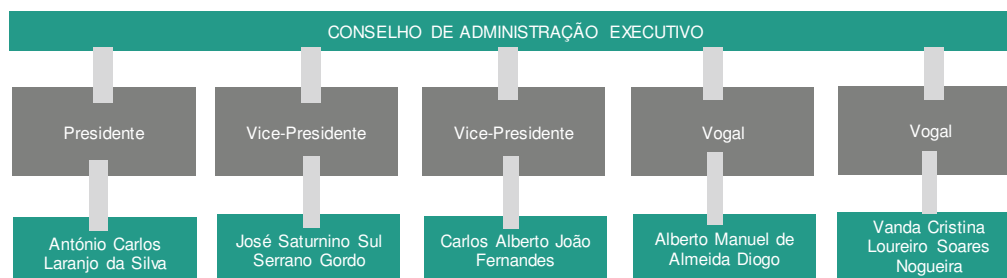 CONSELHO DE ADMINISTRAÇÃO EXECUTIVO
Presidente
Vice-Presidente
Vice-Presidente
Vogal
Vogal
António Carlos
Laranjo da Silva
José Saturnino Sul
Serrano Gordo
Carlos Alberto João
Fernandes
Alberto Manuel de
Almeida Diogo
Vanda Cristina
Loureiro Soares
Nogueira